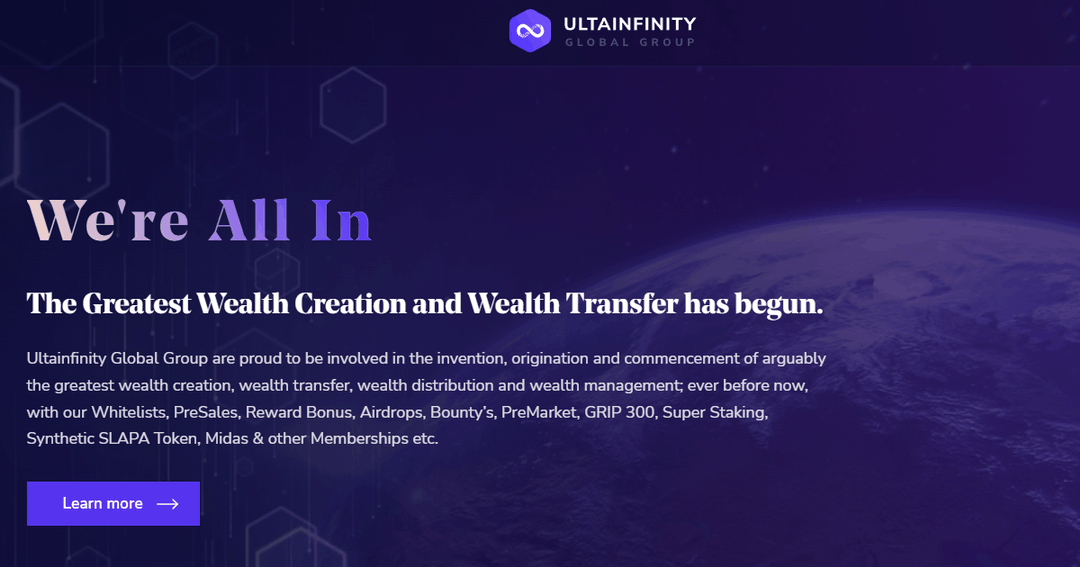 ULTAINFINITY
GLOBAL GROUP
We're All In
The Greatest Wealth Creation and Wealth Transfer has begun.
Ultainfinity Global Group are proud to be involved in the invention, origination and commencement of arguably
the greatest wealth creation, wealth transfer, wealth distribution and wealth management; ever before now,
with our Whitelists, PreSales, Reward Bonus, Airdrops, Bounty’s, PreMarket, GRIP 300, Super Staking,
Synthetic SLAPA Token, Midas & other Memberships etc.
Learn more